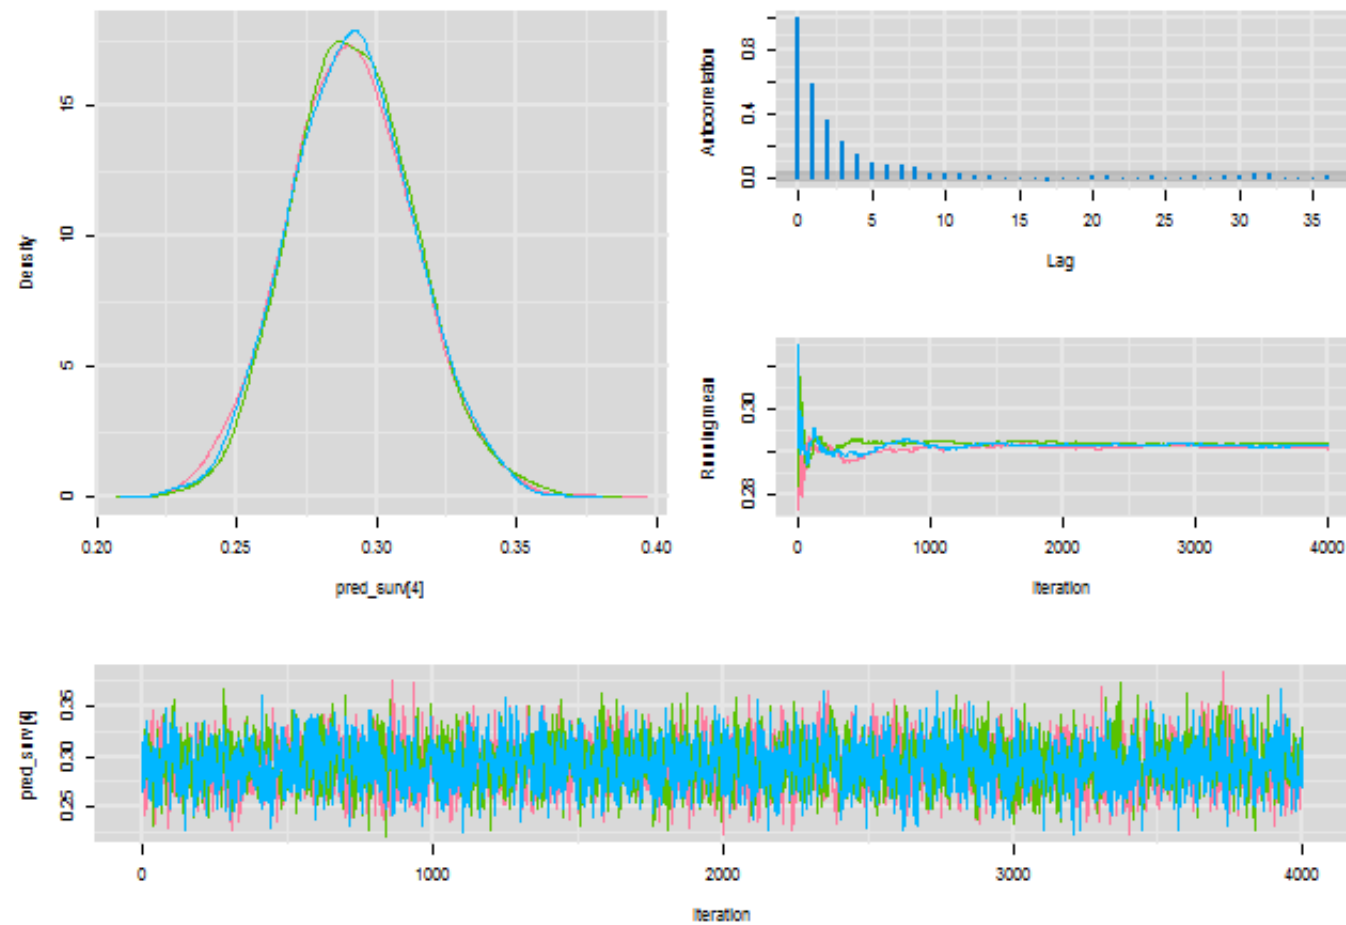 Density
15
10
5
0
0.20 0.25 0.30 0.35 0.40
pred_surv[4]
Autocorrelation
0.8
0.4
0.0
0 5 10 15 20 25 30 35
Lag
Running mean
0.30
0.28
0 1000 2000 3000 4000
Iteration
pred_surv[4]
0.35
0.30
0.25
0 1000 2000 3000 4000
Iteration